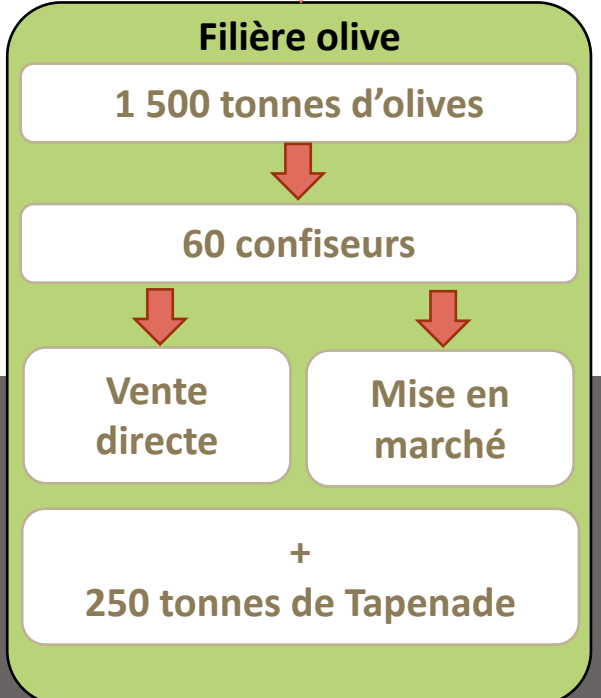 Filière olive
1 500 tonnes d’olives
60 confiseurs
Vente
directe
Mise en
marché
+
250 tonnes de Tapenade